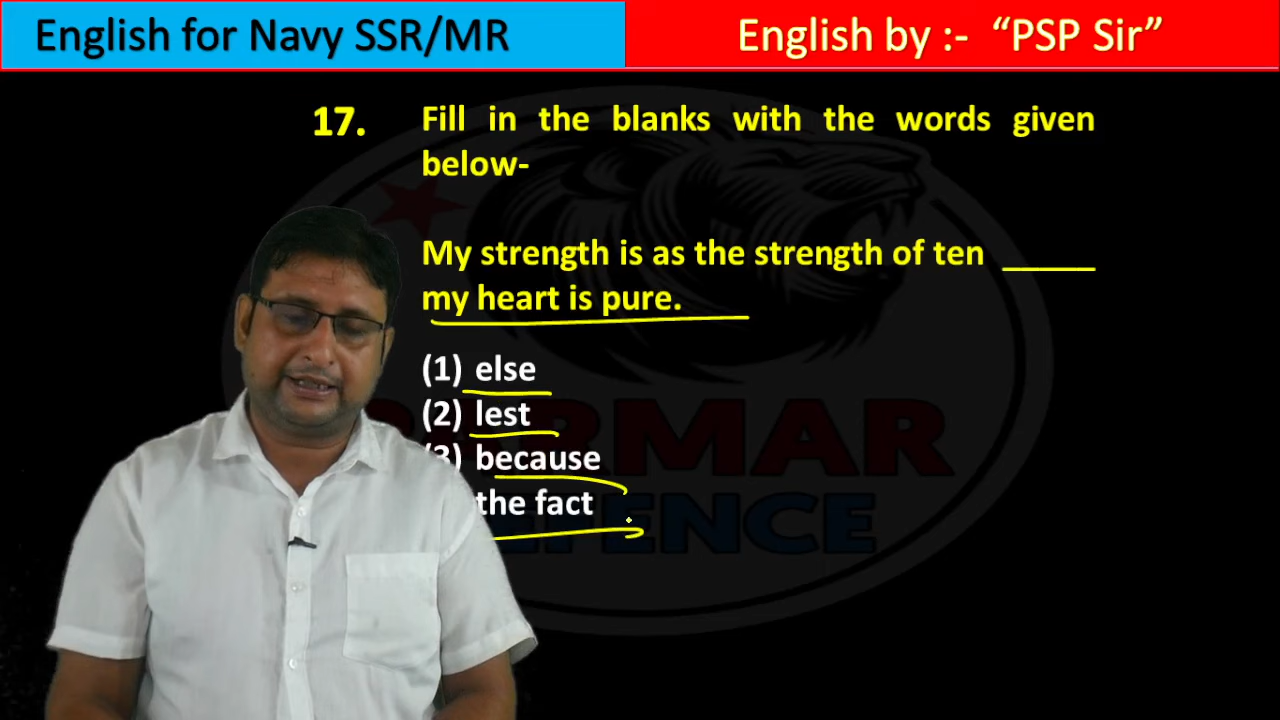 English for Navy SSR/MR
English by :- “PSP Sir”
17. Fill in the blanks with the words given
below-
My strength is as the strength of ten _____
my heart is pure.
(1) else
(2) lest
(3) because
the fact